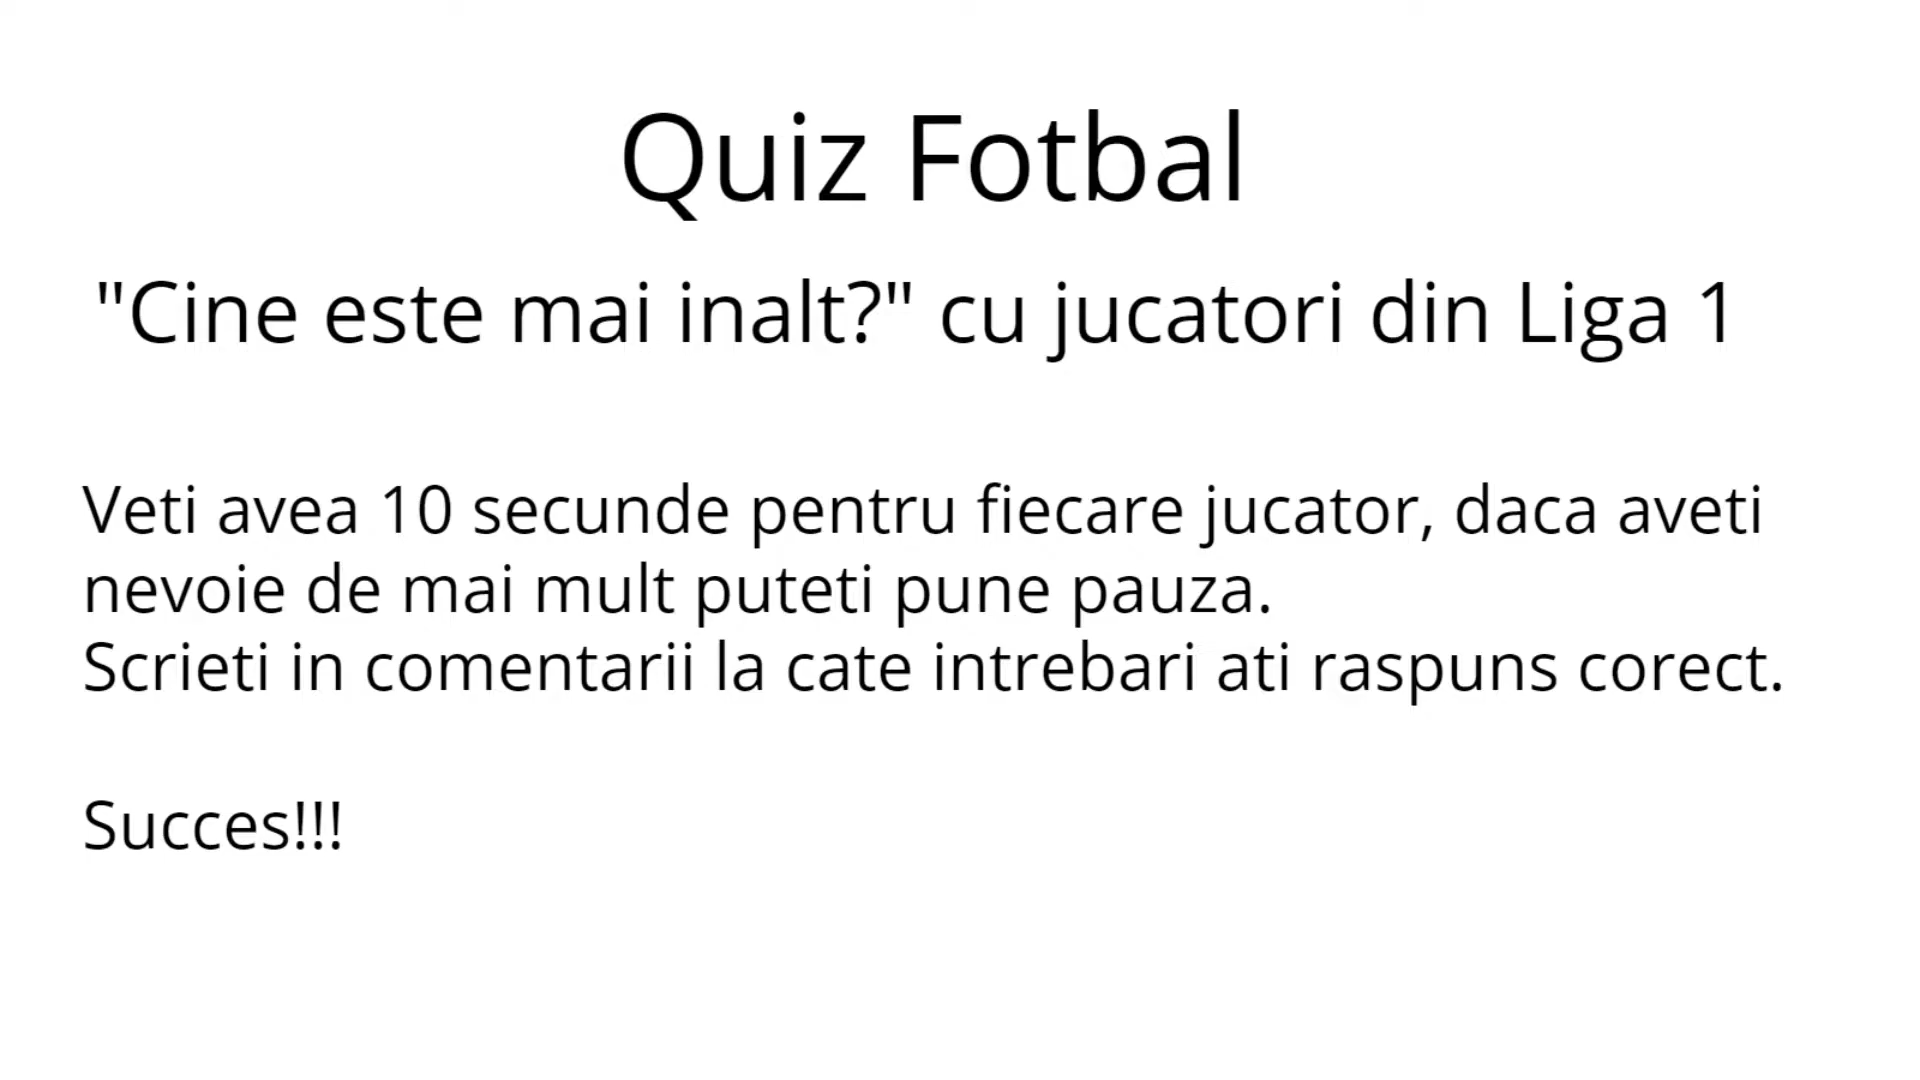 Quiz Fotbal
"Cine este mai inalt?" cu jucatori din Liga 1
Veti avea 10 secunde pentru fiecare jucator, daca aveti
nevoie de mai mult puteti pune pauza.
Scrieti in comentarii la cate intrebari ati raspuns corect.
Succes!!!